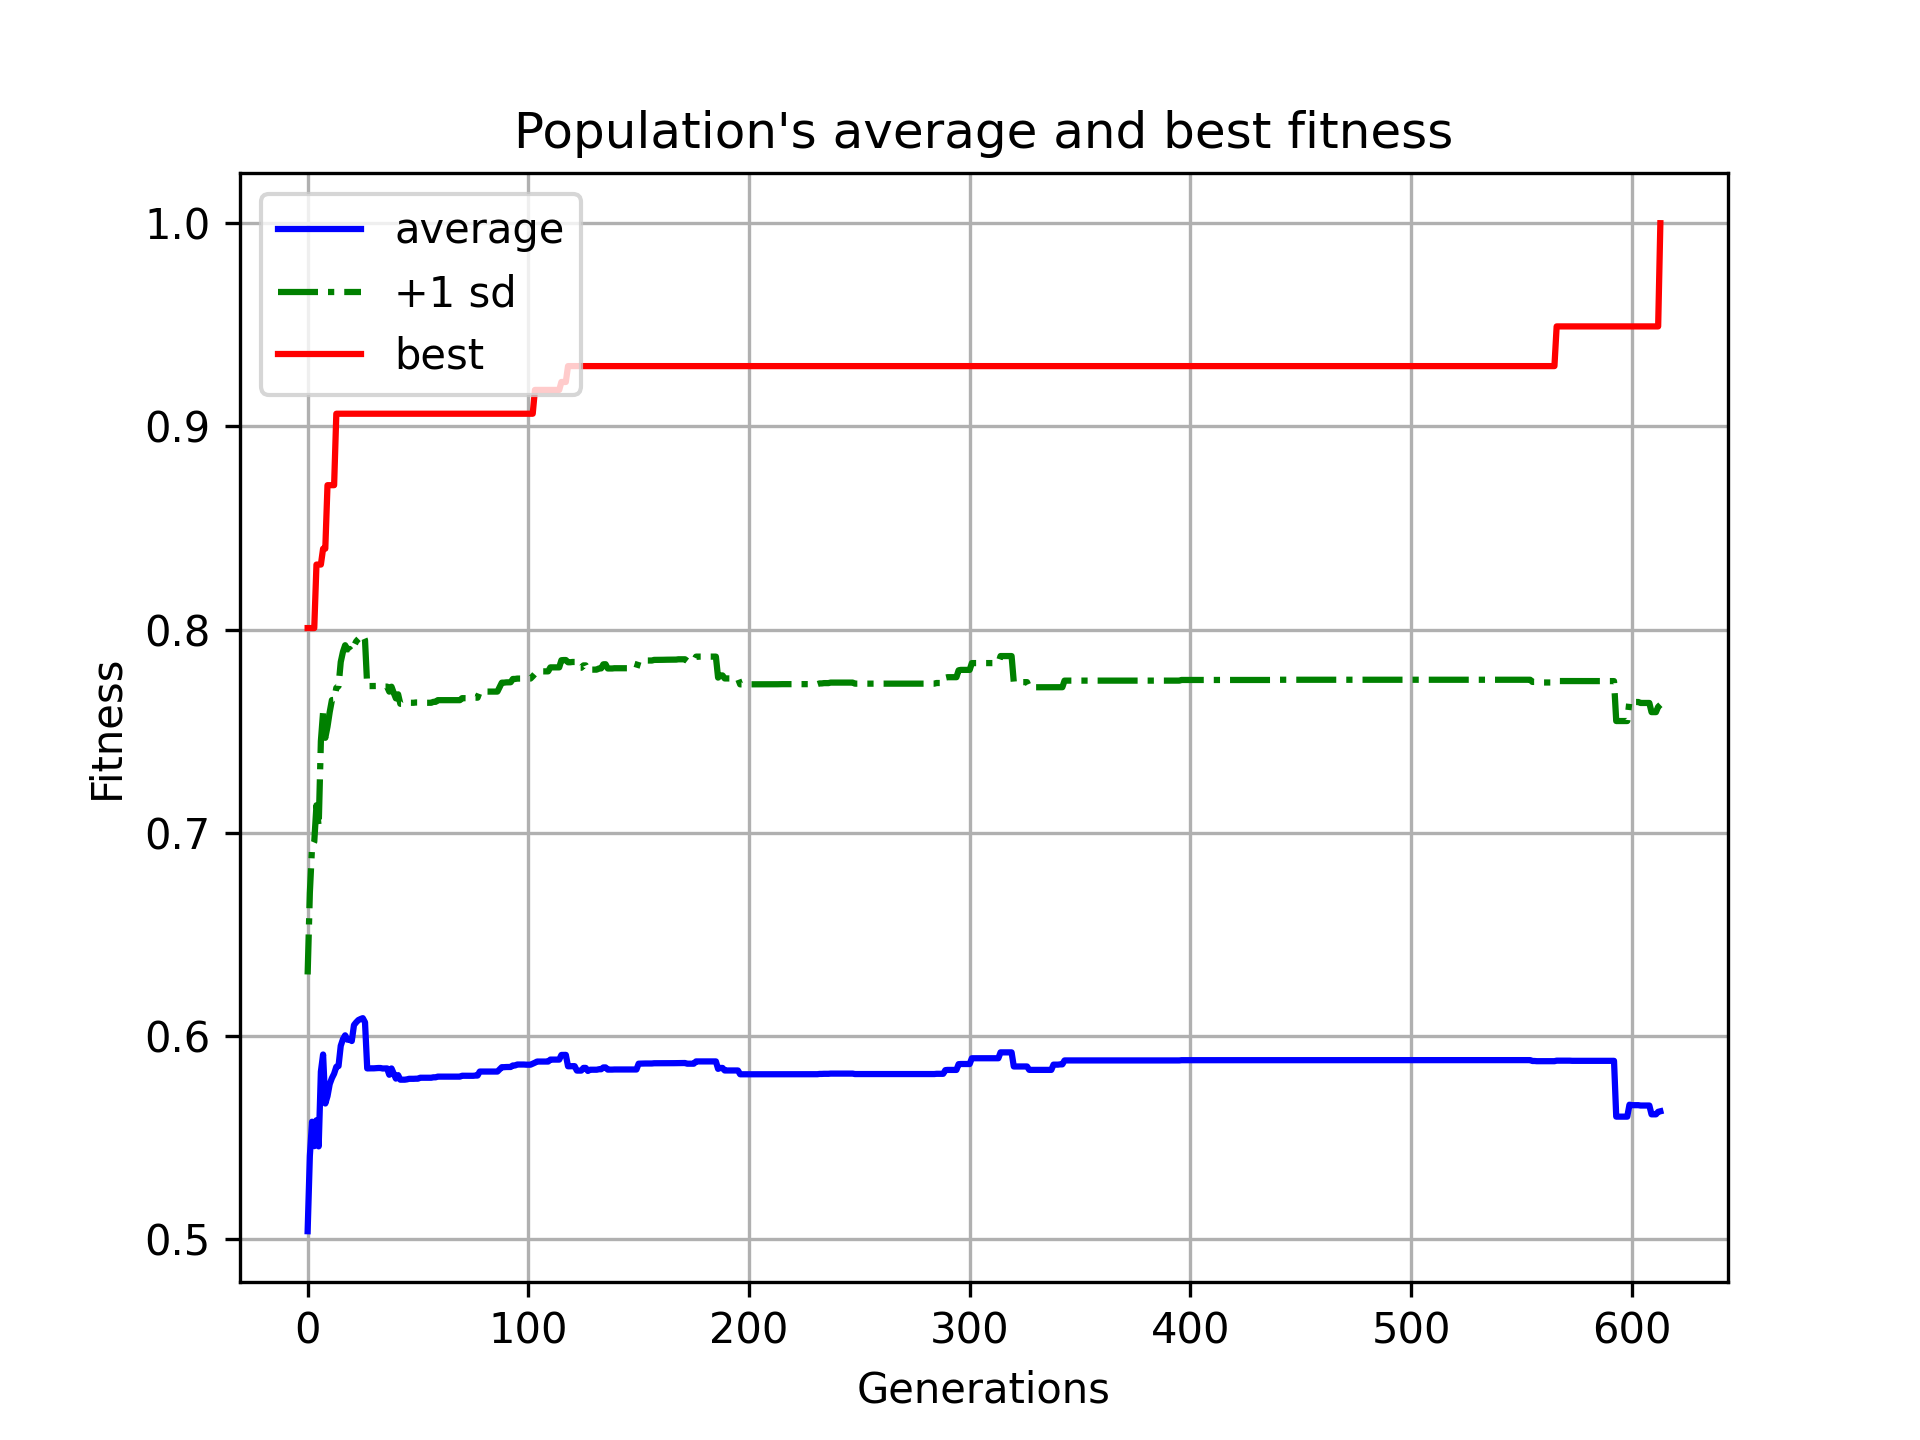 Population's average and best fitness
average
+1 sd
best
1.0
0.9
0.8
0.7
0.6
0.5
Fitness
0 100 200 300 400 500 600
Generations